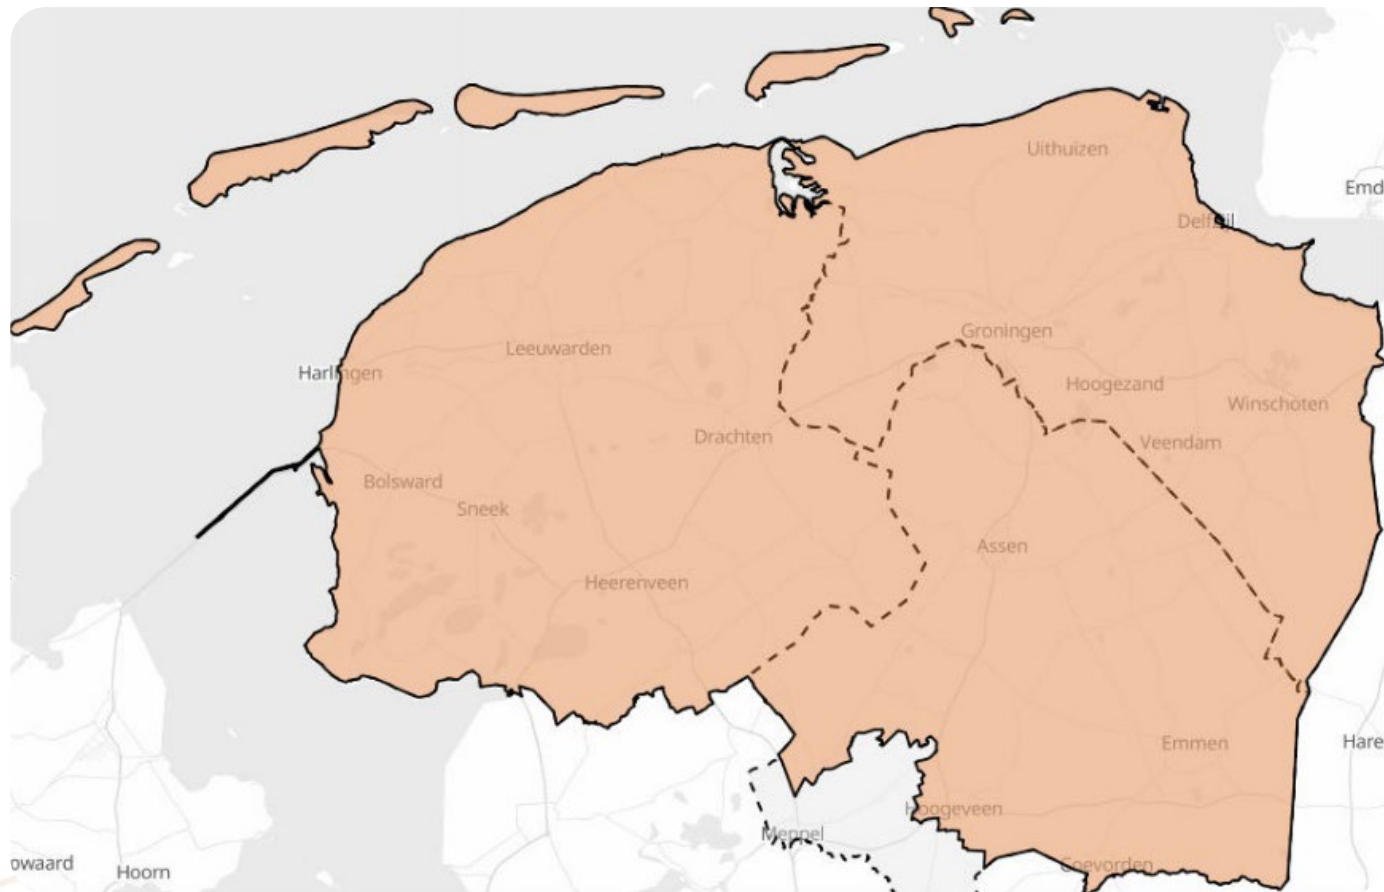 Uithuizen
Emd
Delfzijl
Groningen
Leeuwarden
Harlingen
Hoogezand
Winschoten
Drachten
Veendam
Bolsward
Sneek
Assen
Heerenveen
Emmen
Hare
Hoogeveen
Meppel
owaard
Hoorn
Coevorden